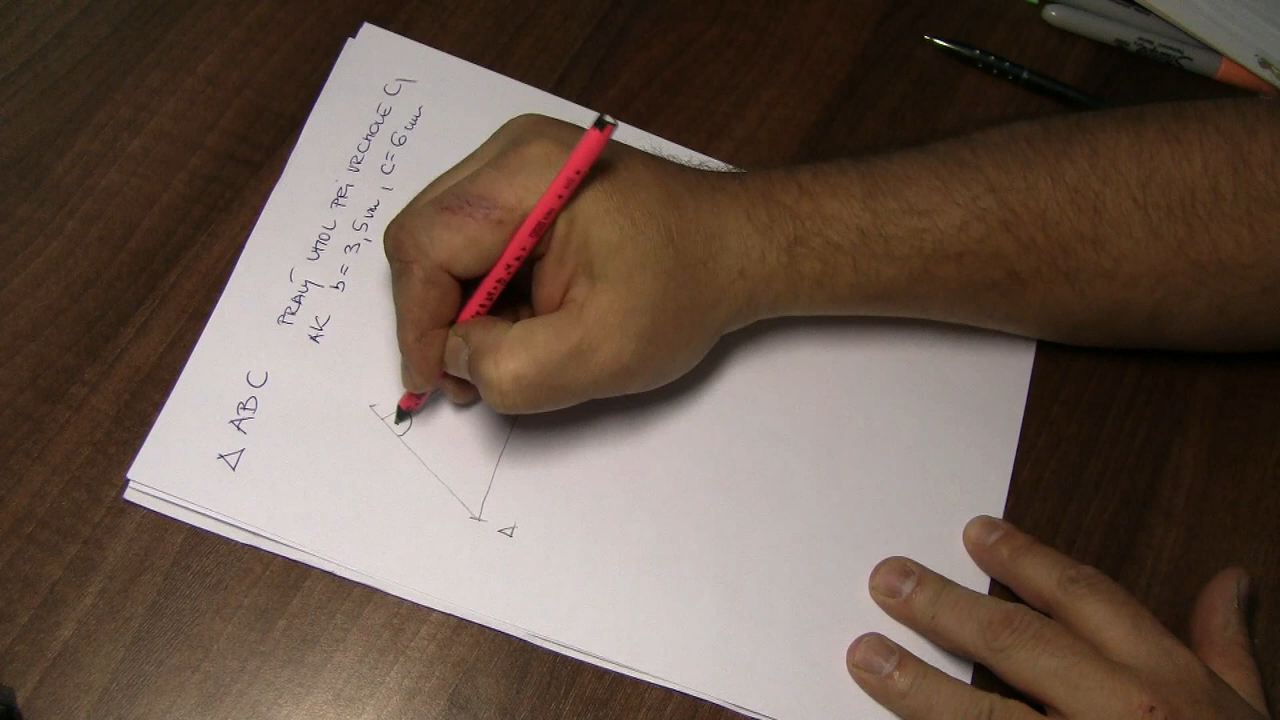 △ ABC
PRAVÝ UHOL PRI VRCHOLE C,
AK b = 3,5 cm, c = 6 cm
A